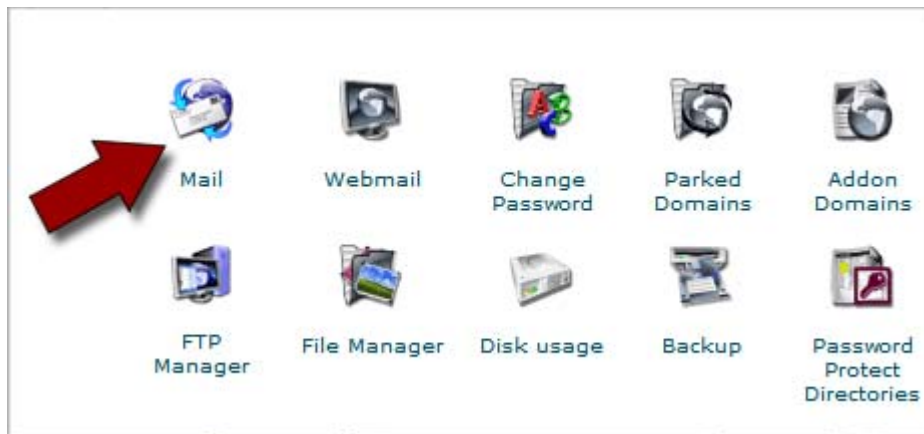 Mail
Webmail
Change
Password
Parked
Domains
Addon
Domains
FTP
Manager
File Manager
Disk usage
Backup
Password
Protect
Directories